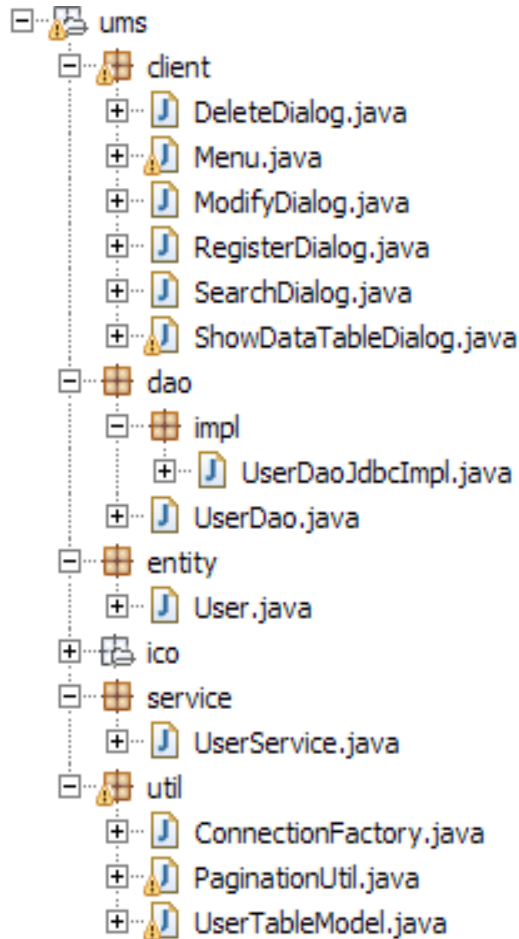 ums
client
DeleteDialog.java
Menu.java
ModifyDialog.java
RegisterDialog.java
SearchDialog.java
ShowDataTableDialog.java
dao
impl
UserDaoJdbcImpl.java
UserDao.java
entity
User.java
ico
service
UserService.java
util
ConnectionFactory.java
PaginationUtil.java
UserTableModel.java